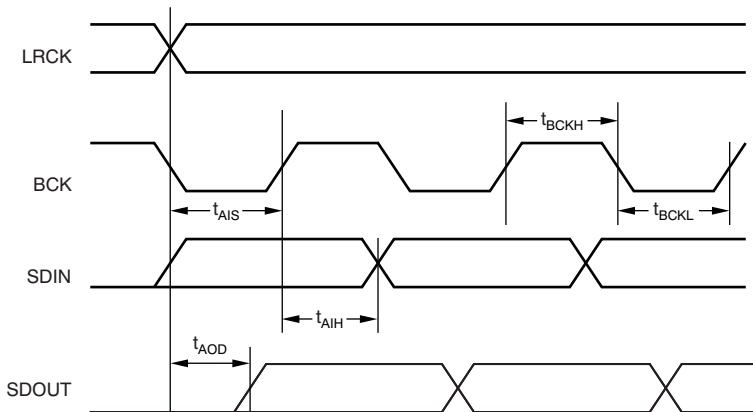 LRCK
t_BCKH
BCK
t_AIS
t_BCKL
SDIN
t_AIH
t_AOD
SDOUT